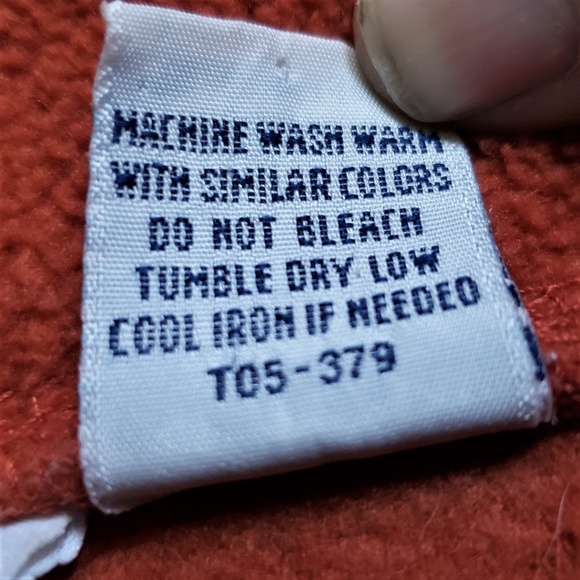 MACHINE WASH WARM
WITH SIMILAR COLORS
DO NOT BLEACH
TUMBLE DRY LOW
COOL IRON IF NEEDED
T05-379